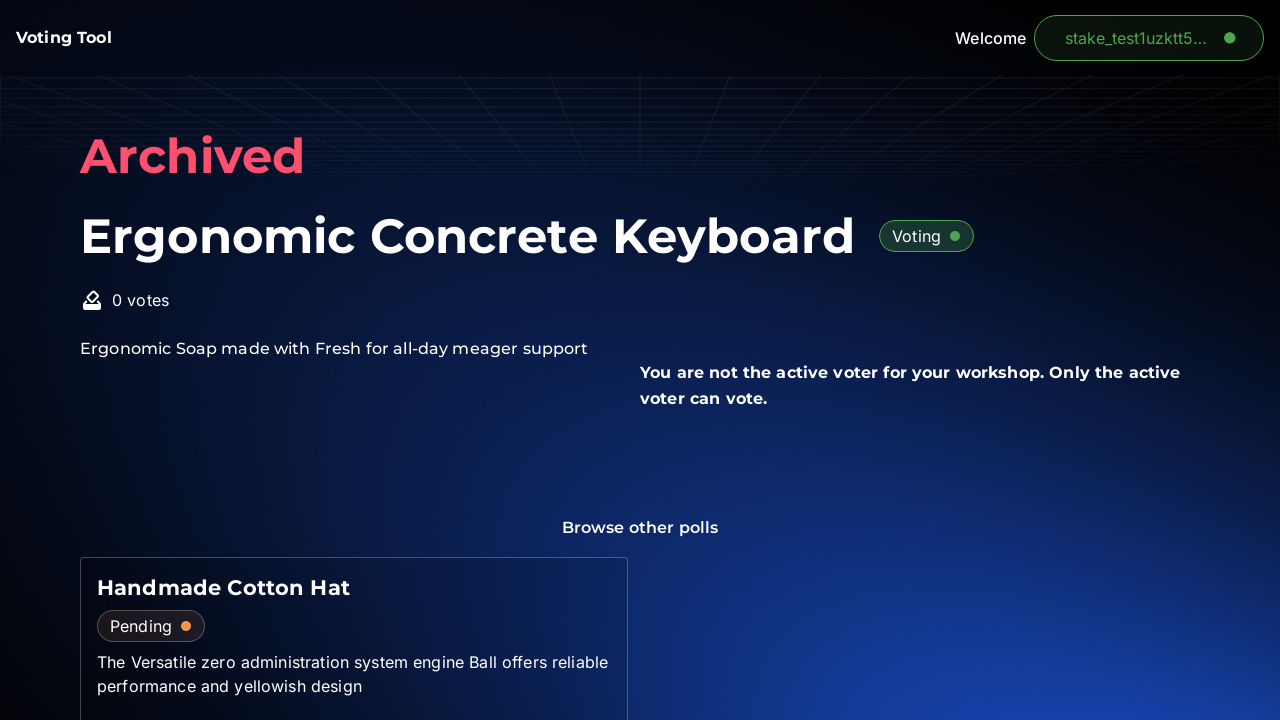 Voting Tool
Welcome
stake_test1uzktt5...
Archived
Ergonomic Concrete Keyboard
Voting
0 votes
Ergonomic Soap made with Fresh for all-day meager support
You are not the active voter for your workshop. Only the active
voter can vote.
Browse other polls
Handmade Cotton Hat
Pending
The Versatile zero administration system engine Ball offers reliable
performance and yellowish design